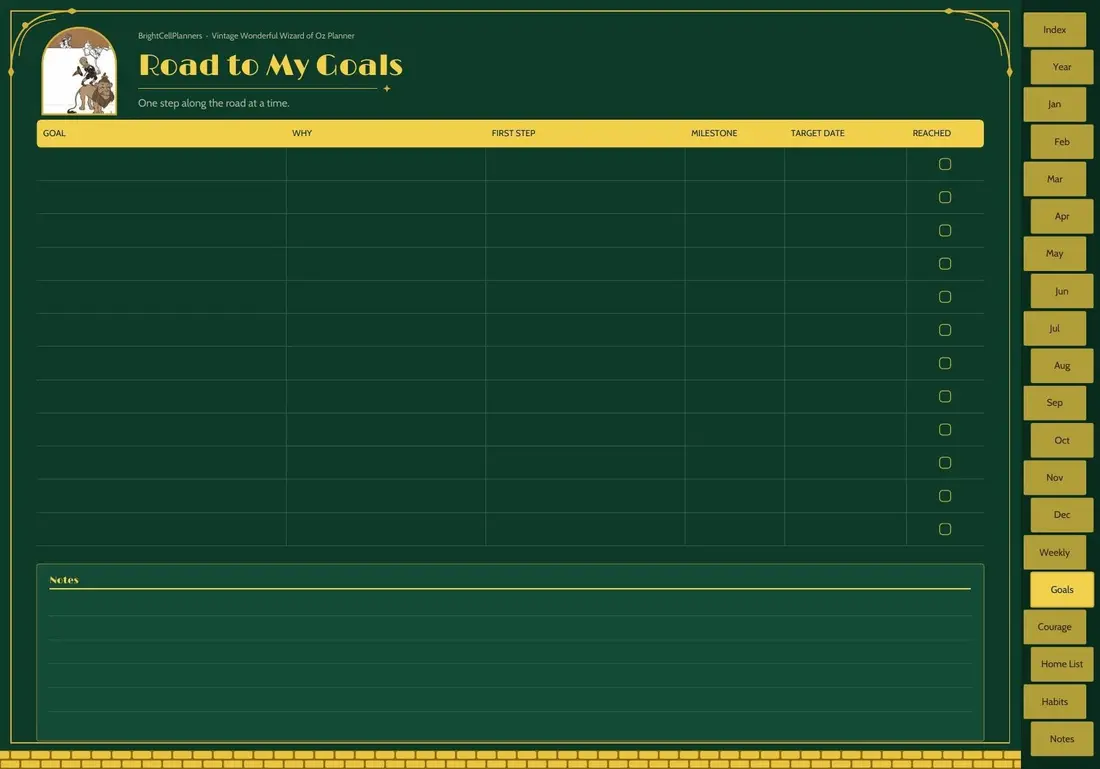 BrightCellPlanners - Vintage Wonderful Wizard of Oz Planner
Road to My Goals
One step along the road at a time.
GOAL WHY FIRST STEP MILESTONE TARGET DATE REACHED
Notes
Index
Year
Jan
Feb
Mar
Apr
May
Jun
Jul
Aug
Sep
Oct
Nov
Dec
Weekly
Goals
Courage
Home List
Habits
Notes